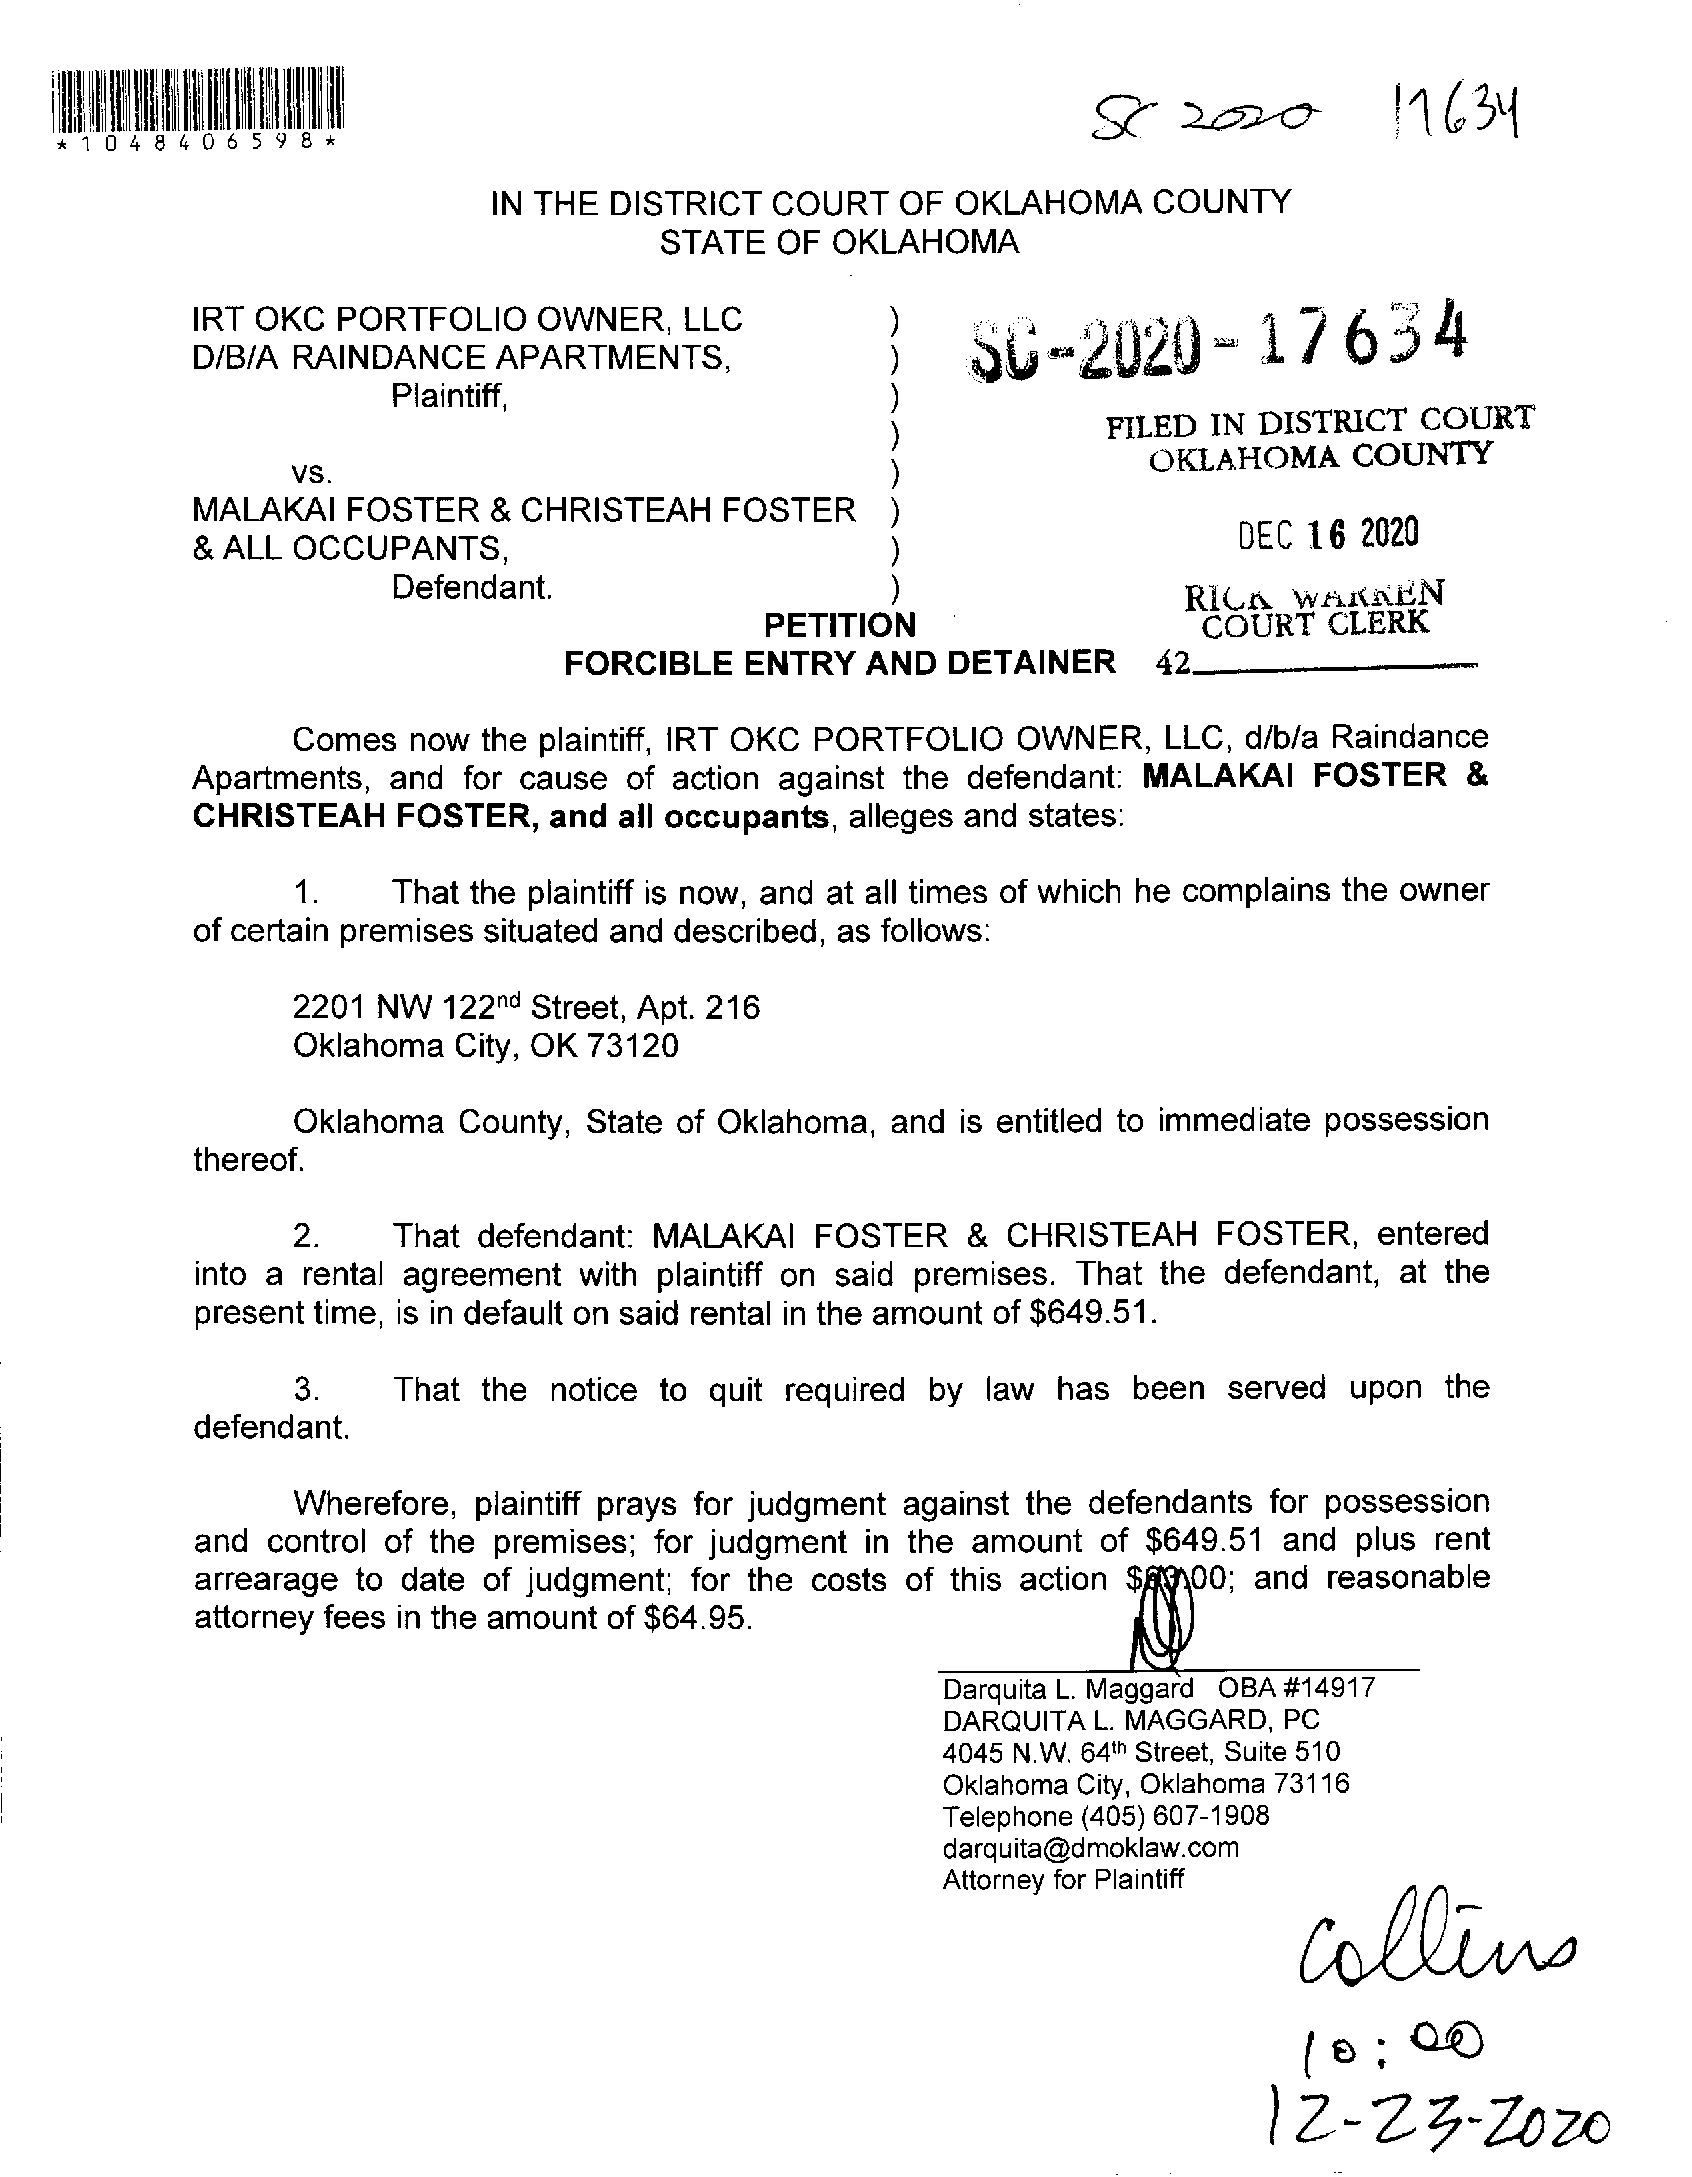 *1048406598*
SC 2020 17634
IN THE DISTRICT COURT OF OKLAHOMA COUNTY
STATE OF OKLAHOMA
IRT OKC PORTFOLIO OWNER, LLC )
D/B/A RAINDANCE APARTMENTS, )
Plaintiff, )
)
vs. )
MALAKAI FOSTER & CHRISTEAH FOSTER )
& ALL OCCUPANTS, )
Defendant. )
SC-2020-17634
FILED IN DISTRICT COURT
OKLAHOMA COUNTY
DEC 16 2020
RICK WARREN
COURT CLERK
42
PETITION
FORCIBLE ENTRY AND DETAINER
Comes now the plaintiff, IRT OKC PORTFOLIO OWNER, LLC, d/b/a Raindance
Apartments, and for cause of action against the defendant: MALAKAI FOSTER &
CHRISTEAH FOSTER, and all occupants, alleges and states:
1. That the plaintiff is now, and at all times of which he complains the owner
of certain premises situated and described, as follows:
2201 NW 122nd Street, Apt. 216
Oklahoma City, OK 73120
Oklahoma County, State of Oklahoma, and is entitled to immediate possession
thereof.
2. That defendant: MALAKAI FOSTER & CHRISTEAH FOSTER, entered
into a rental agreement with plaintiff on said premises. That the defendant, at the
present time, is in default on said rental in the amount of $649.51.
3. That the notice to quit required by law has been served upon the
defendant.
Wherefore, plaintiff prays for judgment against the defendants for possession
and control of the premises; for judgment in the amount of $649.51 and plus rent
arrearage to date of judgment; for the costs of this action and reasonable
attorney fees in the amount of $64.95.
Darquita L. Maggard OBA #14917
DARQUITA L. MAGGARD, PC
4045 N.W. 64th Street, Suite 510
Oklahoma City, Oklahoma 73116
Telephone (405) 607-1908
darquita@dmoklaw.com
Attorney for Plaintiff
Collins
10:00
12-23-2020